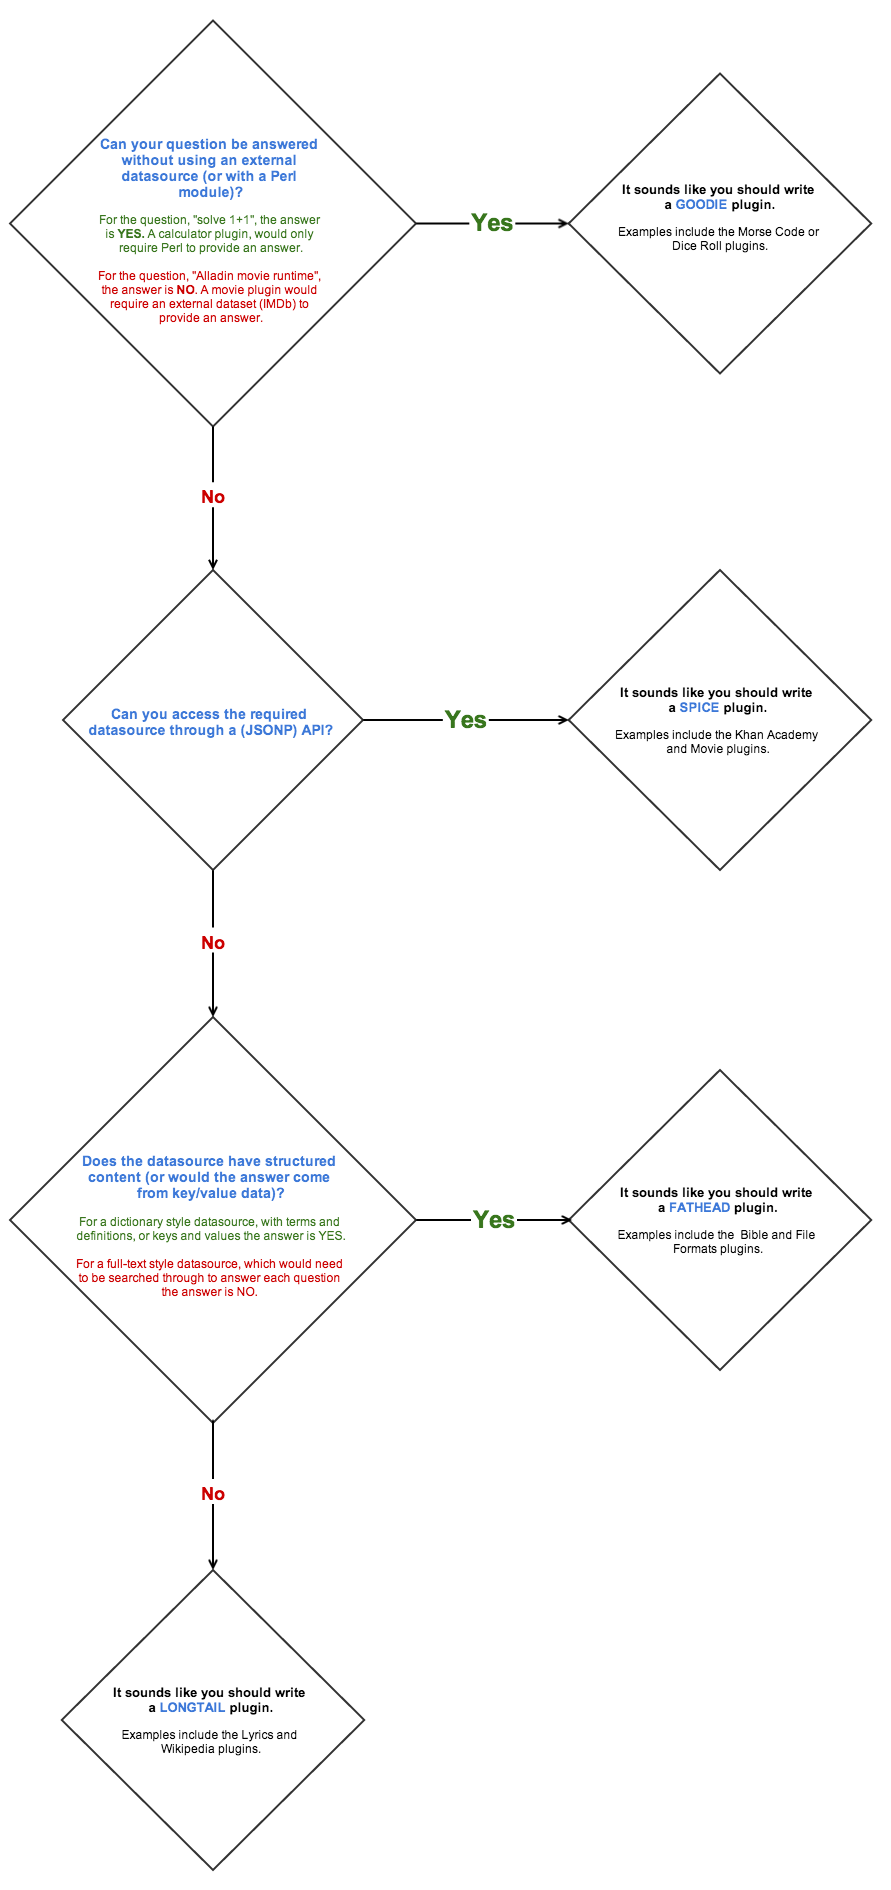 Can your question be answered
without using an external
datasource (or with a Perl
module)?
For the question, "solve 1+1", the answer
is YES. A calculator plugin, would only
require Perl to provide an answer.
For the question, "Alladin movie runtime",
the answer is NO. A movie plugin would
require an external dataset (IMDb) to
provide an answer.
Yes
It sounds like you should write
a GOODIE plugin.
Examples include the Morse Code or
Dice Roll plugins.
No
Can you access the required
datasource through a (JSONP) API?
Yes
It sounds like you should write
a SPICE plugin.
Examples include the Khan Academy
and Movie plugins.
No
Does the datasource have structured
content (or would the answer come
from key/value data)?
For a dictionary style datasource, with terms and
definitions, or keys and values the answer is YES.
For a full-text style datasource, which would need
to be searched through to answer each question
the answer is NO.
Yes
It sounds like you should write
a FATHEAD plugin.
Examples include the  Bible and File
Formats plugins.
No
It sounds like you should write
a LONGTAIL plugin.
Examples include the Lyrics and
Wikipedia plugins.